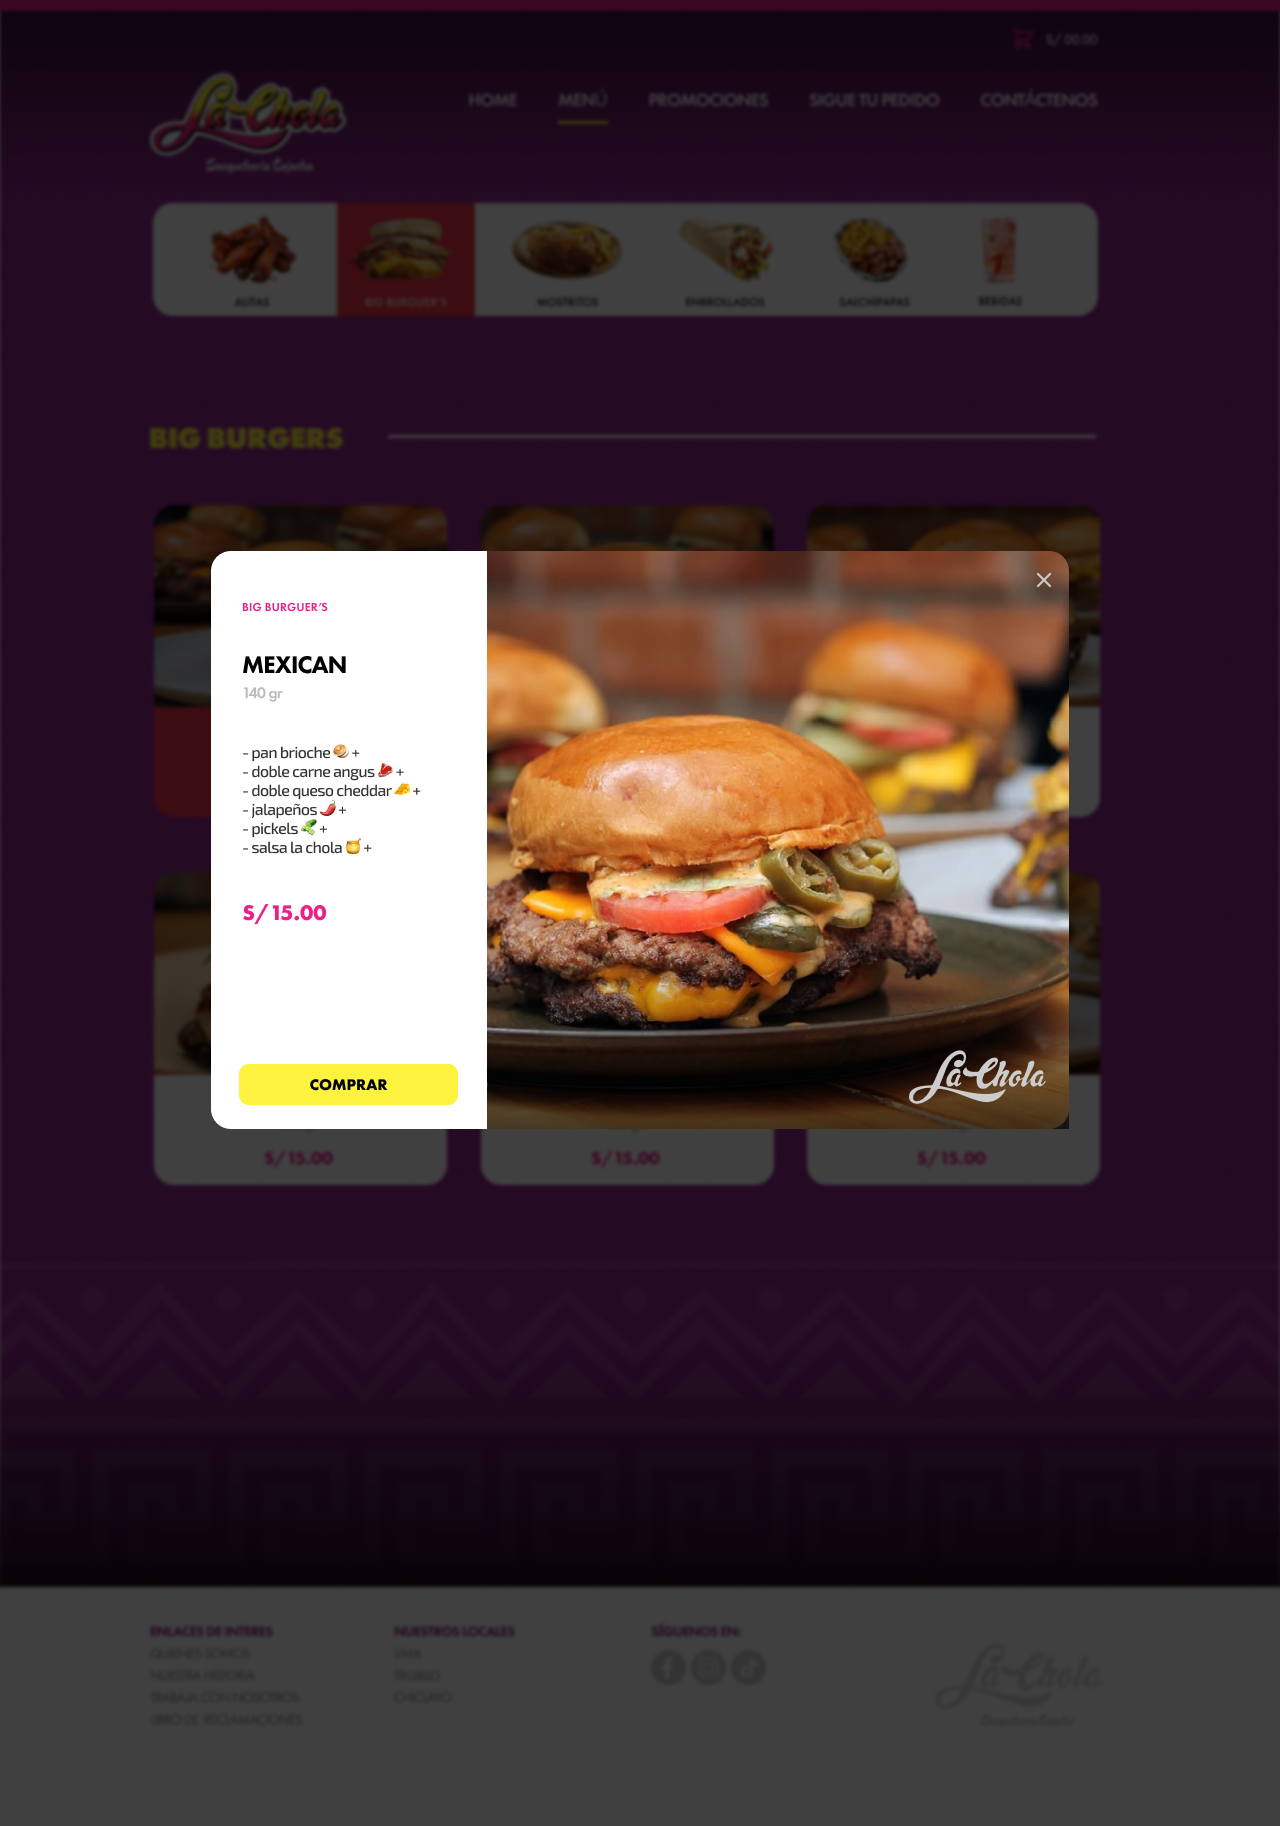 S/ 00.00
La Chola
Sanguchería Cajacha
HOME
MENÚ
PROMOCIONES
SIGUE TU PEDIDO
CONTÁCTENOS
ALITAS
BIG BURGUER'S
MOSTRITOS
ENRROLLADOS
SALCHIPAPAS
BEBIDAS
BIG BURGERS
BIG BURGUER'S
MEXICAN
140 gr
- pan brioche 🥯 +
- doble carne angus 🥩 +
- doble queso cheddar 🧀 +
- jalapeños 🌶️ +
- pickels 🥒 +
- salsa la chola 🍯 +
S/ 15.00
COMPRAR
La Chola
S/ 15.00
S/ 15.00
S/ 15.00
ENLACES DE INTERES
QUIENES SOMOS
NUESTRA HISTORIA
TRABAJA CON NOSOTROS
LIBRO DE RECLAMACIONES
NUESTROS LOCALES
LIMA
TRUJILLO
CHICLAYO
SÍGUENOS EN:
La Chola